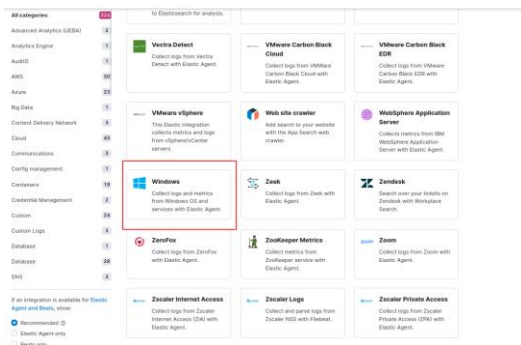 All categories 324
Advanced Analytics (UEBA) 2
Analytics Engine 1
AuditD 1
AWS 30
Azure 23
Big Data 1
Content Delivery Network 3
Cloud 43
Communications 3
Config management 1
Containers 19
Credential Management 2
Custom 34
Custom Logs 3
Database 1
Database 26
DNS 3
If an integration is available for Elastic
Agent and Beats, show:
Recommended
Elastic Agent only
Beats only
to Elasticsearch for analysis.
Vectra Detect
Collect logs from Vectra
Detect with Elastic Agent.
VMware Carbon Black
Cloud
Collect logs from VMWare
Carbon Black Cloud with
Elastic Agent.
VMware Carbon Black
EDR
Collect logs from VMWare
Carbon Black EDR with
Elastic Agent.
VMware vSphere
This Elastic integration
collects metrics and logs
from vSphere/vCenter
servers
Web site crawler
Add search to your website
with the App Search web
crawler.
WebSphere Application
Server
Collects metrics from IBM
WebSphere Application
Server with Elastic Agent.
Windows
Collect logs and metrics
from Windows OS and
services with Elastic Agent.
Zeek
Collect logs from Zeek with
Elastic Agent.
Zendesk
Search over your tickets on
Zendesk with Workplace
Search.
ZeroFox
Collect logs from ZeroFox
with Elastic Agent.
ZooKeeper Metrics
Collect metrics from
ZooKeeper service with
Elastic Agent.
zoom
Zoom
Collect logs from Zoom with
Elastic Agent.
Zscaler Internet Access
Collect logs from Zscaler
Internet Access (ZIA) with
Elastic Agent.
Zscaler Logs
Collect and parse logs from
Zscaler NSS with Filebeat.
Zscaler Private Access
Collect logs from Zscaler
Private Access (ZPA) with
Elastic Agent.